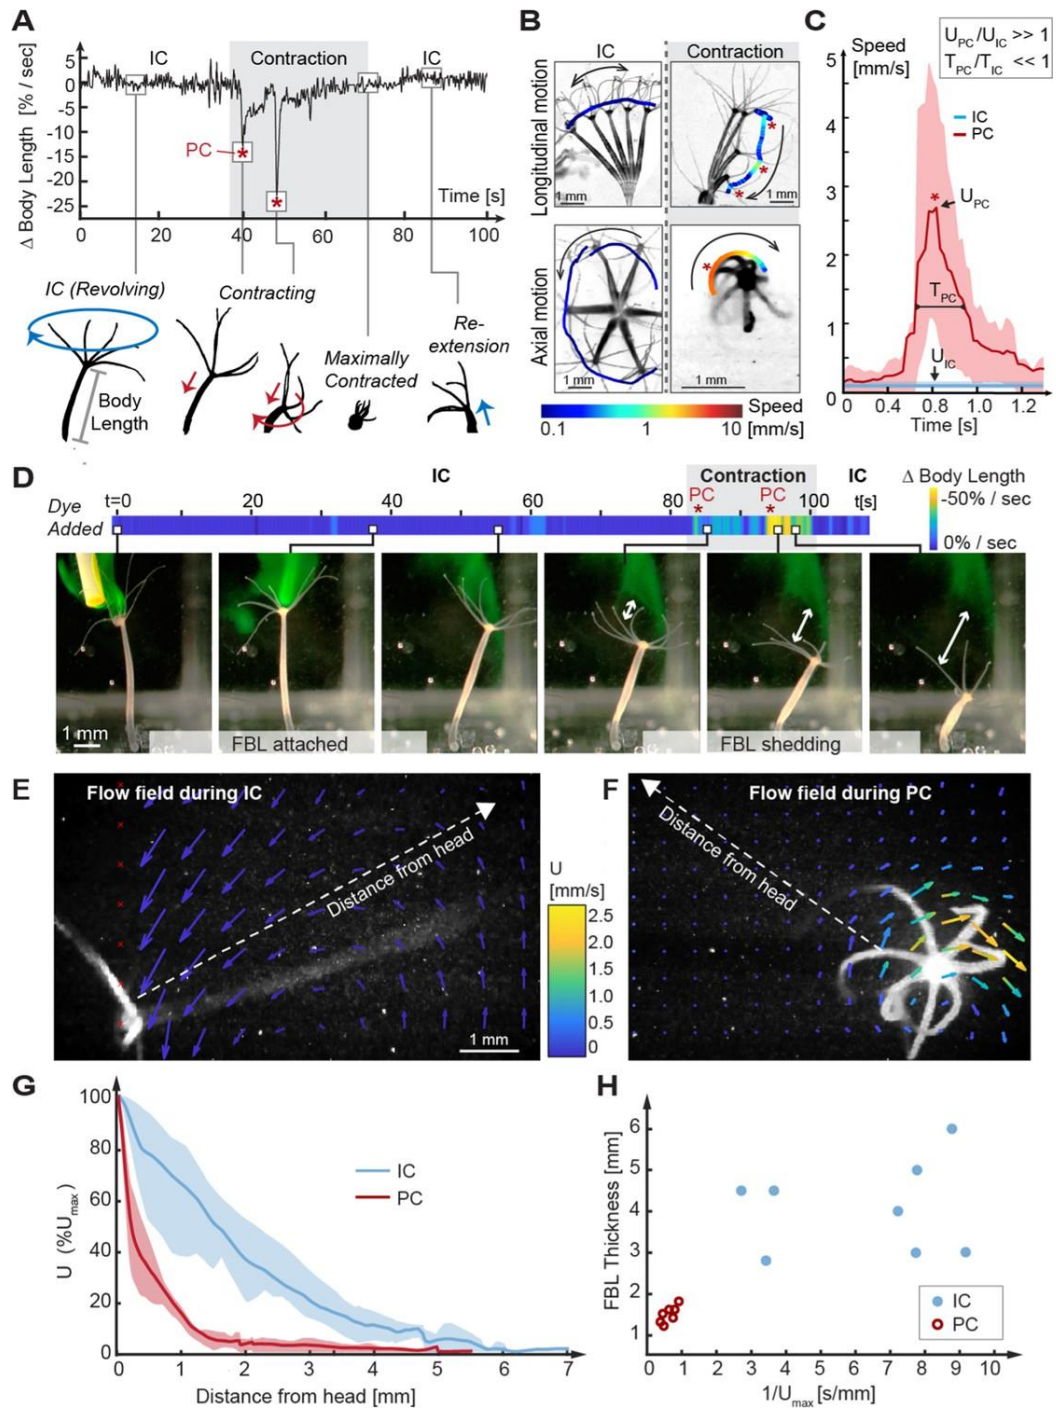 A
Δ Body Length [% / sec]
5
0
-5
-10
-15
-20
-25
IC
Contraction
IC
PC
*
*
Time [s]
0
20
40
60
80
100
IC (Revolving)
Contracting
Body
Length
Maximally
Contracted
Re-
extension
B
IC
Contraction
Longitudinal motion
1 mm
*
*
*
1 mm
Axial motion
1 mm
*
1 mm
0.1
1
10
Speed
[mm/s]
C
Speed
[mm/s]
U_PC /U_IC >> 1
T_PC /T_IC << 1
5
4
3
2
1
0
IC
PC
*
U_PC
T_PC
U_IC
0
0.4
0.8
1.2
Time [s]
D
IC
Contraction
IC
Δ Body Length
-50% / sec
0% / sec
Dye
Added
t=0
20
40
60
80
100
t[s]
PC
*
PC
*
1 mm
FBL attached
FBL shedding
E
Flow field during IC
Distance from head
1 mm
U
[mm/s]
2.5
2.0
1.5
1.0
0.5
0
F
Flow field during PC
Distance from head
G
U (%U_max)
100
80
60
40
20
0
IC
PC
0
1
2
3
4
5
6
7
Distance from head [mm]
H
FBL Thickness [mm]
6
5
4
3
2
1
IC
PC
0
1
2
3
4
5
6
7
8
9
10
1/U_max [s/mm]